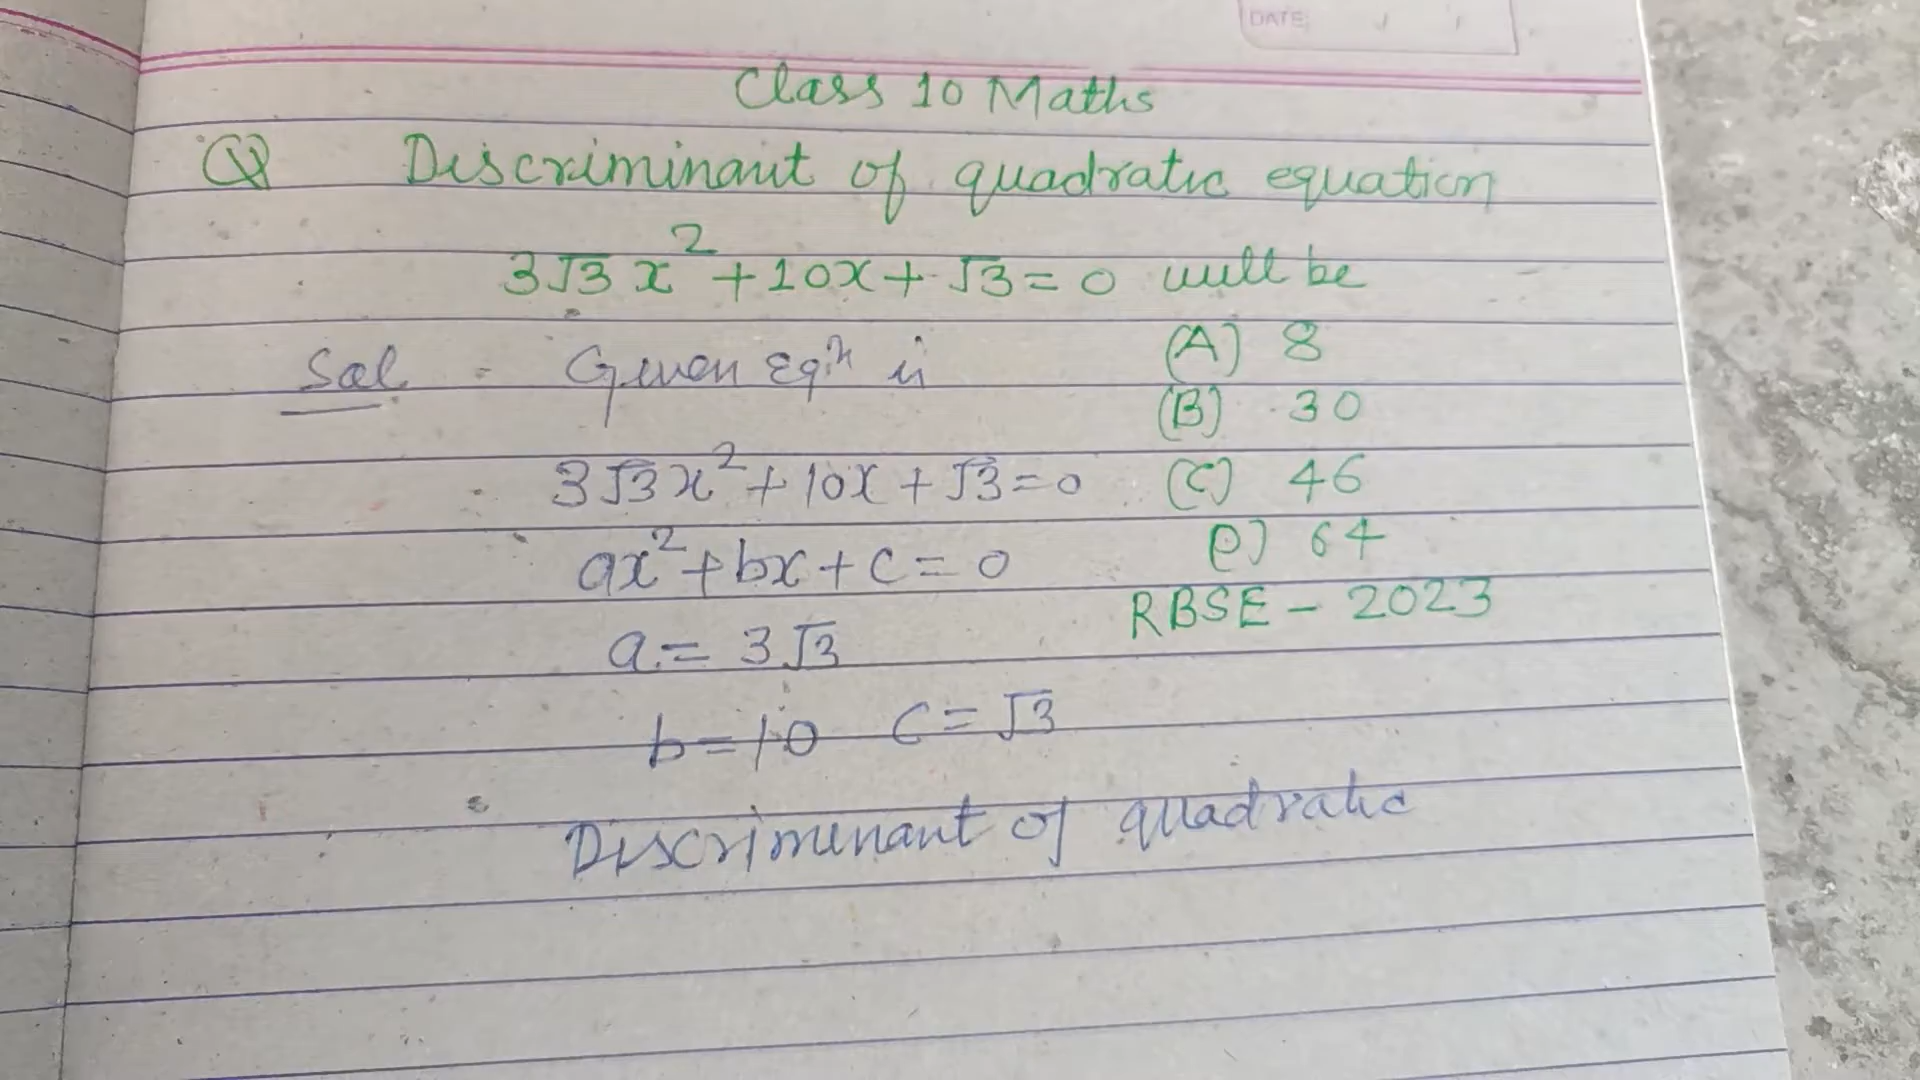 DATE:
Class 10 Maths
Q Discriminant of quadratic equation
3√3 x² + 10x + √3 = 0 will be
(A) 8
(B) 30
(C) 46
(D) 64
RBSE - 2023
Sol. Given Eqⁿ is
3√3x² + 10x + √3 = 0
ax² + bx + c = 0
a = 3√3
b = 10 c = √3
Discriminant of quadratic